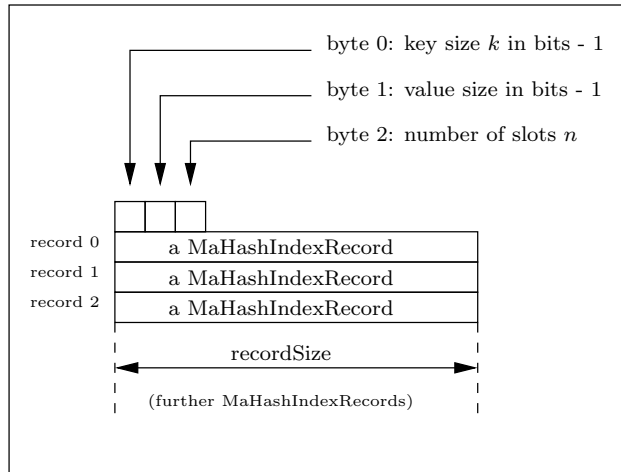 byte 0: key size k in bits - 1
byte 1: value size in bits - 1
byte 2: number of slots n
record 0 a MaHashIndexRecord
record 1 a MaHashIndexRecord
record 2 a MaHashIndexRecord
recordSize
(further MaHashIndexRecords)